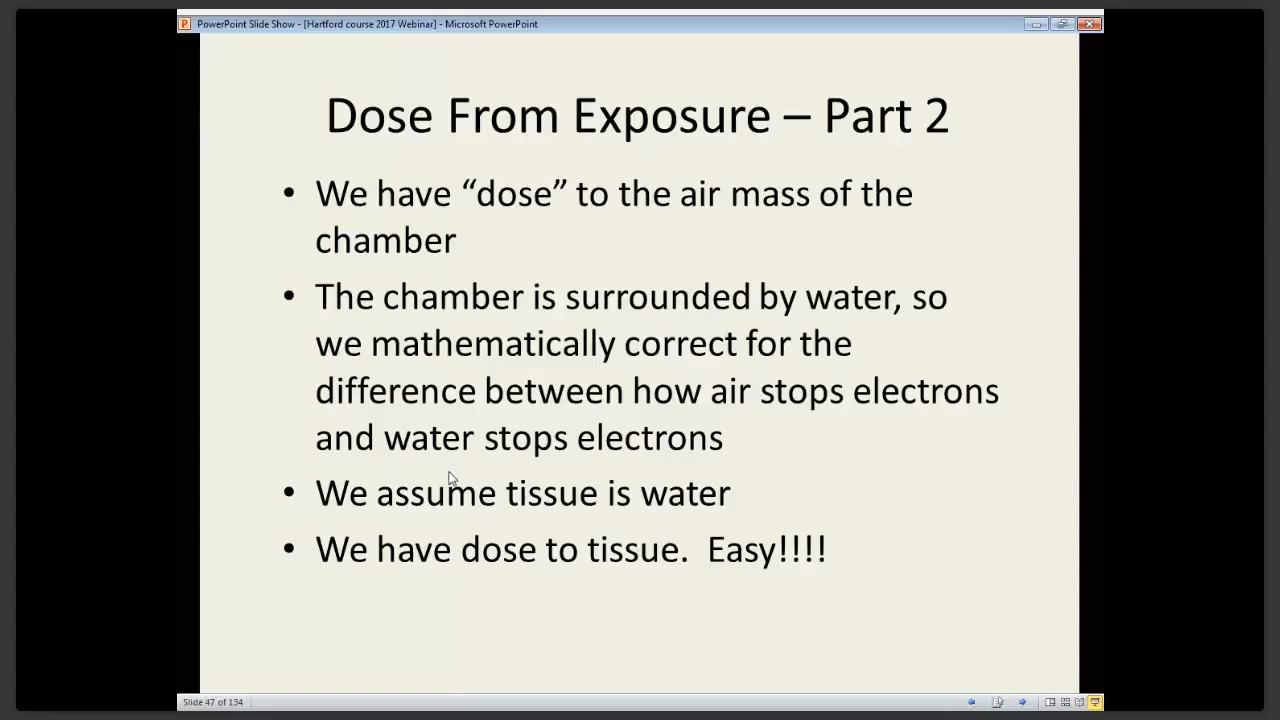 PowerPoint Slide Show - [Hartford course 2017 Webinar] - Microsoft PowerPoint
Dose From Exposure – Part 2
• We have “dose” to the air mass of the
chamber
• The chamber is surrounded by water, so
we mathematically correct for the
difference between how air stops electrons
and water stops electrons
• We assume tissue is water
• We have dose to tissue.  Easy!!!!
Slide 47 of 134